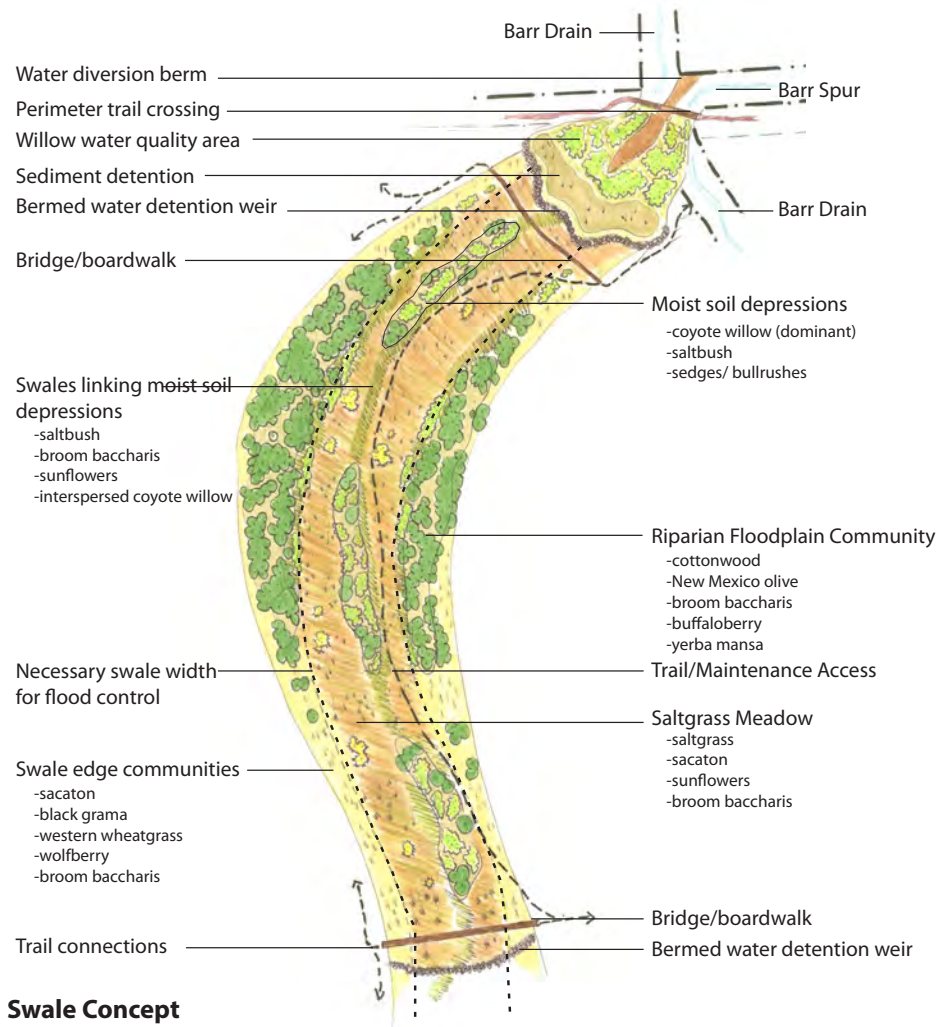 Barr Drain
Water diversion berm
Barr Spur
Perimeter trail crossing
Willow water quality area
Sediment detention
Bermed water detention weir
Barr Drain
Bridge/boardwalk
Moist soil depressions
-coyote willow (dominant)
-saltbush
-sedges/ bullrushes
Swales linking moist soil
depressions
-saltbush
-broom baccharis
-sunflowers
-interspersed coyote willow
Riparian Floodplain Community
-cottonwood
-New Mexico olive
-broom baccharis
-buffaloberry
-yerba mansa
Necessary swale width
for flood control
Trail/Maintenance Access
Saltgrass Meadow
-saltgrass
-sacaton
-sunflowers
-broom baccharis
Swale edge communities
-sacaton
-black grama
-western wheatgrass
-wolfberry
-broom baccharis
Bridge/boardwalk
Trail connections
Bermed water detention weir
Swale Concept